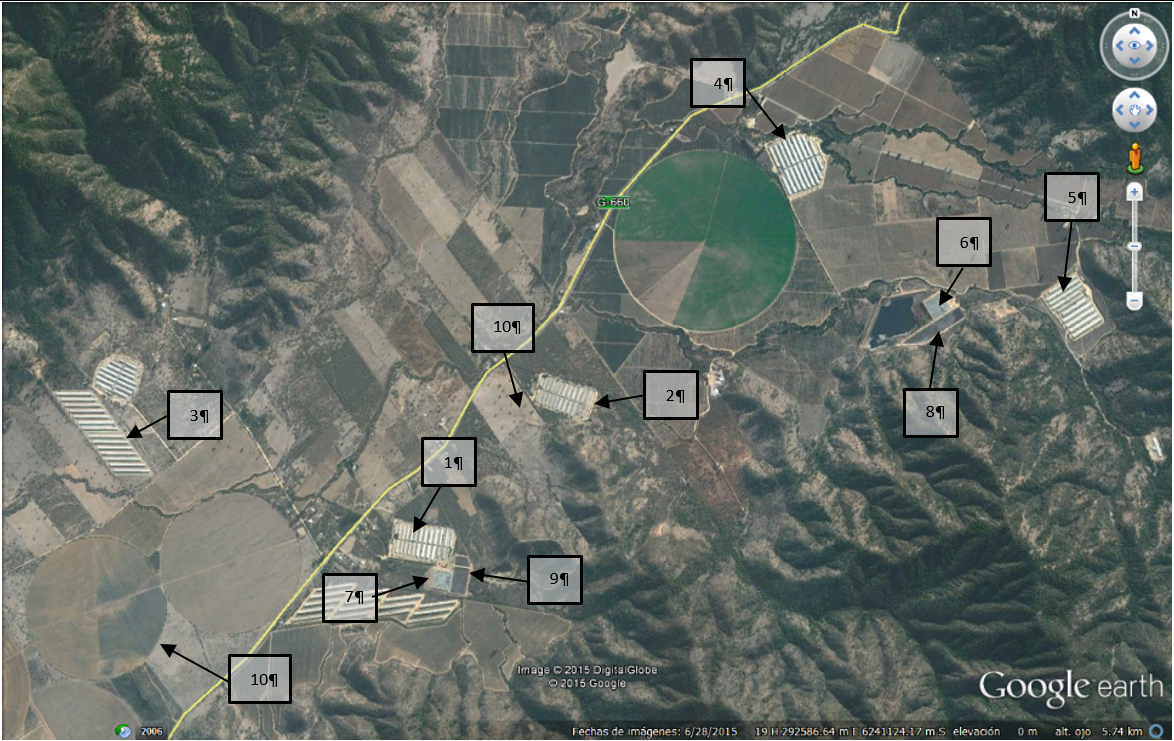 N
4¶
5¶
G-660
6¶
10¶
2¶
3¶
8¶
1¶
9¶
7¶
10¶
Image © 2015 DigitalGlobe
© 2015 Google
Google earth
2006
Fechas de imágenes: 6/28/2015 19 H 292586.64 m E 6241124.17 m S elevación 0 m alt. ojo 5.74 km